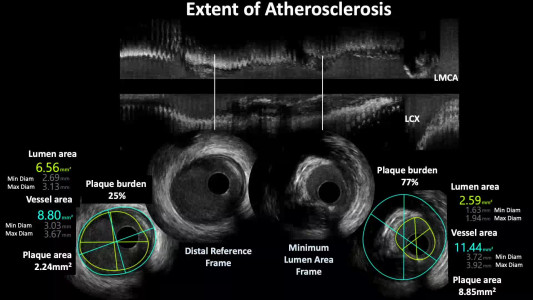 Extent of Atherosclerosis
LMCA
LCX
Lumen area
6.56mm²
Min Diam 2.69mm
Max Diam 3.13mm
Vessel area
8.80mm²
Min Diam 3.03mm
Max Diam 3.67mm
Plaque area
2.24mm²
Plaque burden
25%
Distal Reference
Frame
Minimum
Lumen Area
Frame
Plaque burden
77%
Lumen area
2.59mm²
1.63mm Min Diam
1.94mm Max Diam
Vessel area
11.44mm²
3.72mm Min Diam
3.92mm Max Diam
Plaque area
8.85mm²